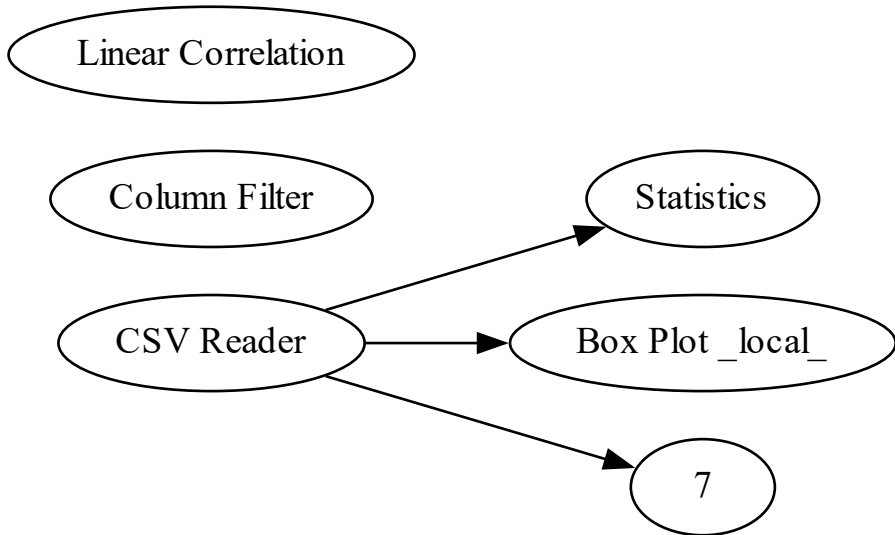 Linear Correlation
Column Filter
Statistics
CSV Reader
Box Plot _local_
7